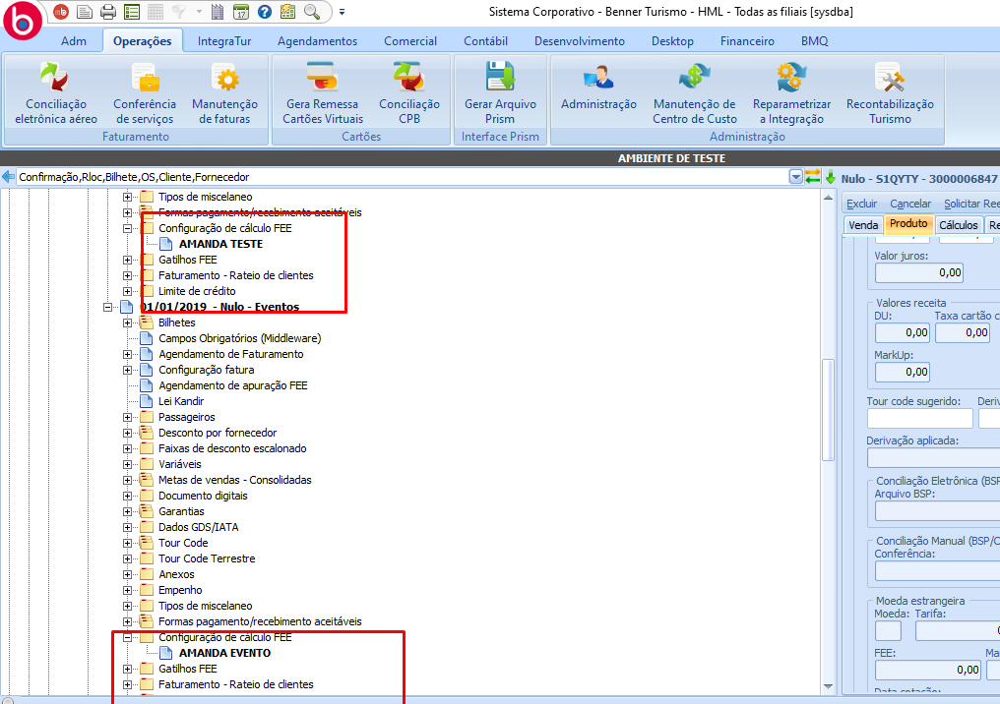 Sistema Corporativo - Benner Turismo - HML - Todas as filiais [sysdba]
Adm Operações IntegraTur Agendamentos Comercial Contábil Desenvolvimento Desktop Financeiro BMQ
Conciliação eletrônica aéreo
Conferência de serviços
Manutenção de faturas
Faturamento
Gera Remessa Cartões Virtuais
Conciliação CPB
Cartões
Gerar Arquivo Prism
Interface Prism
Administração
Manutenção de Centro de Custo
Reparametrizar a Integração
Recontabilização Turismo
Administração
AMBIENTE DE TESTE
Confirmação,Rloc,Bilhete,OS,Cliente,Fornecedor
Tipos de miscelaneo
Formas pagamento/recebimento aceitáveis
Configuração de cálculo FEE
AMANDA TESTE
Gatilhos FEE
Faturamento - Rateio de clientes
Limite de crédito
01/01/2019 - Nulo - Eventos
Bilhetes
Campos Obrigatórios (Middleware)
Agendamento de Faturamento
Configuração fatura
Agendamento de apuração FEE
Lei Kandir
Passageiros
Desconto por fornecedor
Faixas de desconto escalonado
Variáveis
Metas de vendas - Consolidadas
Documento digitais
Garantias
Dados GDS/IATA
Tour Code
Tour Code Terrestre
Anexos
Empenho
Tipos de miscelaneo
Formas pagamento/recebimento aceitáveis
Configuração de cálculo FEE
AMANDA EVENTO
Gatilhos FEE
Faturamento - Rateio de clientes
Nulo - S1QYTY - 3000006847
Excluir Cancelar Solicitar Ree
Venda Produto Cálculos Re
Valor juros:
0,00
Valores receita
DU: Taxa cartão c
0,00 0,00
MarkUp:
0,00
Tour code sugerido: Deriv
Derivação aplicada:
Conciliação Eletrônica (BSP
Arquivo BSP:
Conciliação Manual (BSP/C
Conferência:
Moeda estrangeira
Moeda: Tarifa:
FEE: Ma
0,00